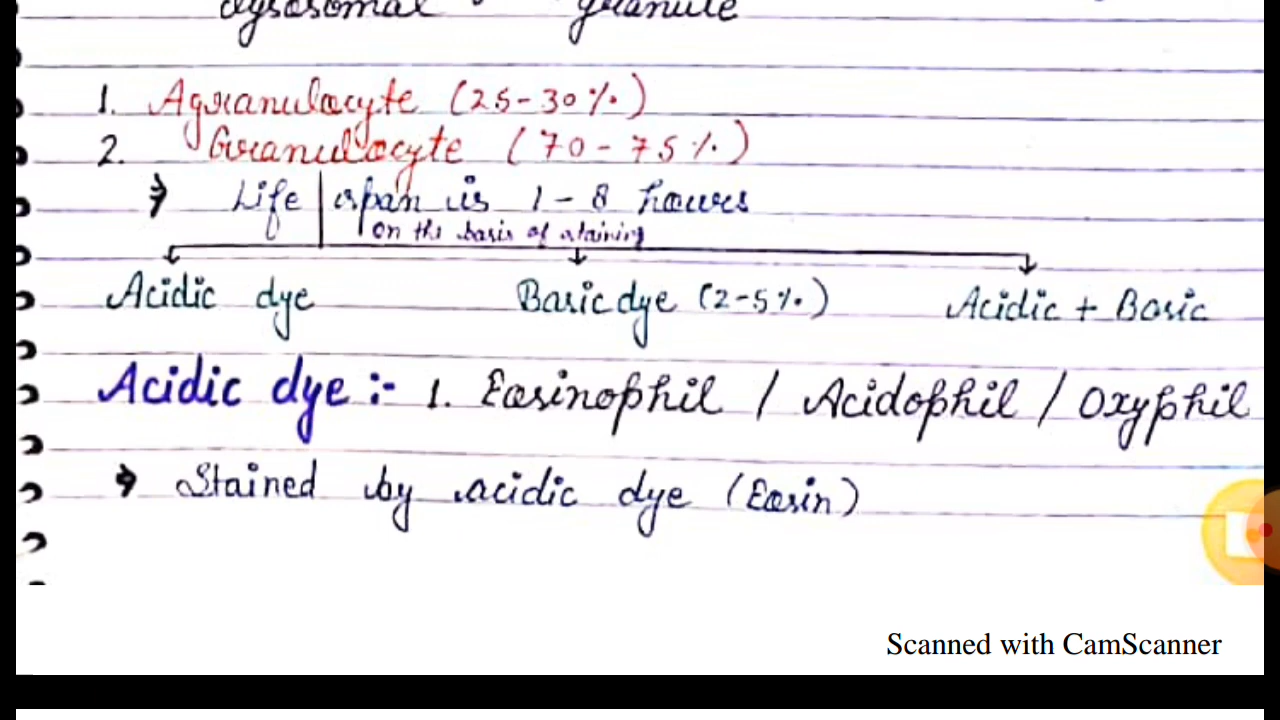 lysosomal granule
1. Agranulocyte (25-30%)
2. Granulocyte (70-75%)
→ Life span is 1-8 hours
on the basis of staining
Acidic dye Basic dye (2-5%) Acidic + Basic
Acidic dye :- 1. Eosinophil / Acidophil / Oxyphil
→ Stained by acidic dye (Eosin)
Scanned with CamScanner